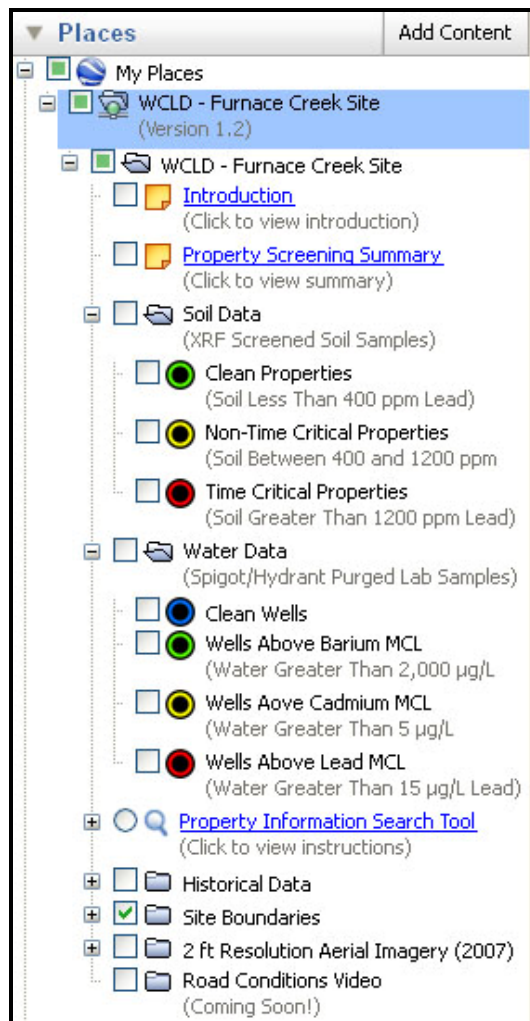 Places
Add Content
My Places
WCLD - Furnace Creek Site
(Version 1.2)
WCLD - Furnace Creek Site
Introduction
(Click to view introduction)
Property Screening Summary
(Click to view summary)
Soil Data
(XRF Screened Soil Samples)
Clean Properties
(Soil Less Than 400 ppm Lead)
Non-Time Critical Properties
(Soil Between 400 and 1200 ppm
Time Critical Properties
(Soil Greater Than 1200 ppm Lead)
Water Data
(Spigot/Hydrant Purged Lab Samples)
Clean Wells
Wells Above Barium MCL
(Water Greater Than 2,000 µg/L
Wells Aove Cadmium MCL
(Water Greater Than 5 µg/L
Wells Above Lead MCL
(Water Greater Than 15 µg/L Lead)
Property Information Search Tool
(Click to view instructions)
Historical Data
Site Boundaries
2 ft Resolution Aerial Imagery (2007)
Road Conditions Video
(Coming Soon!)